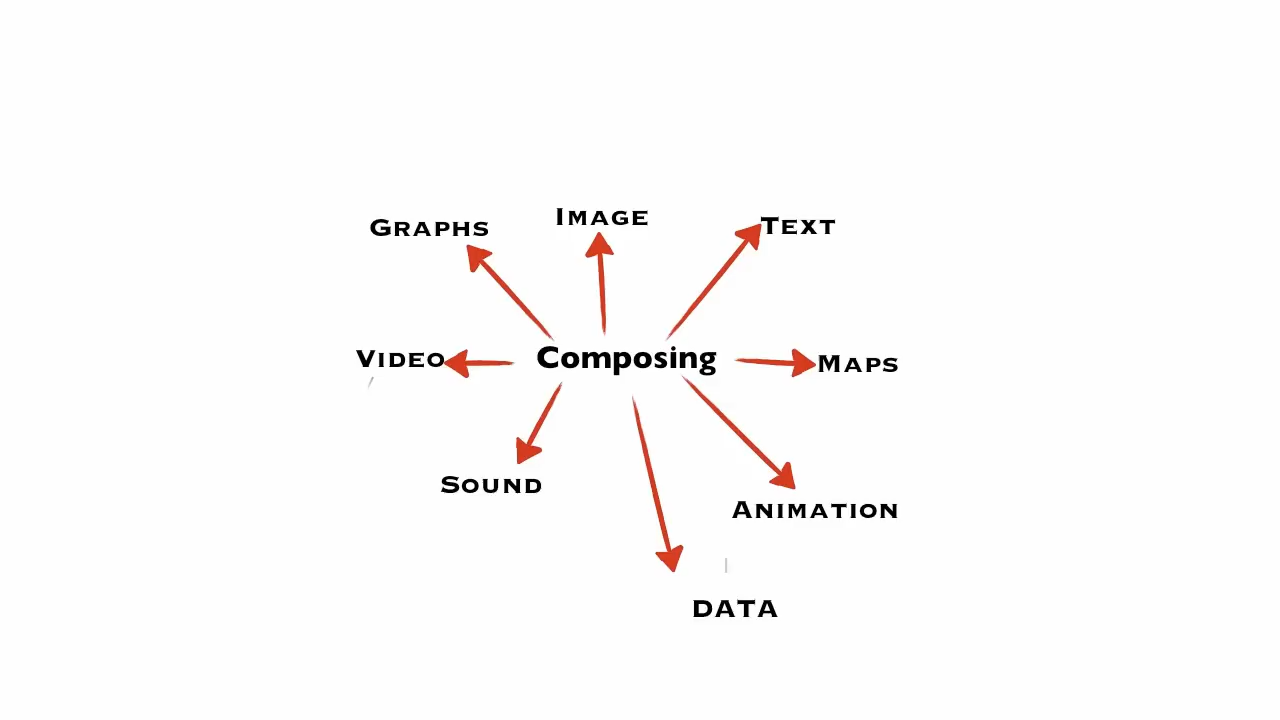 Graphs
Image
Text
Video
Composing
Maps
Sound
Animation
DATA